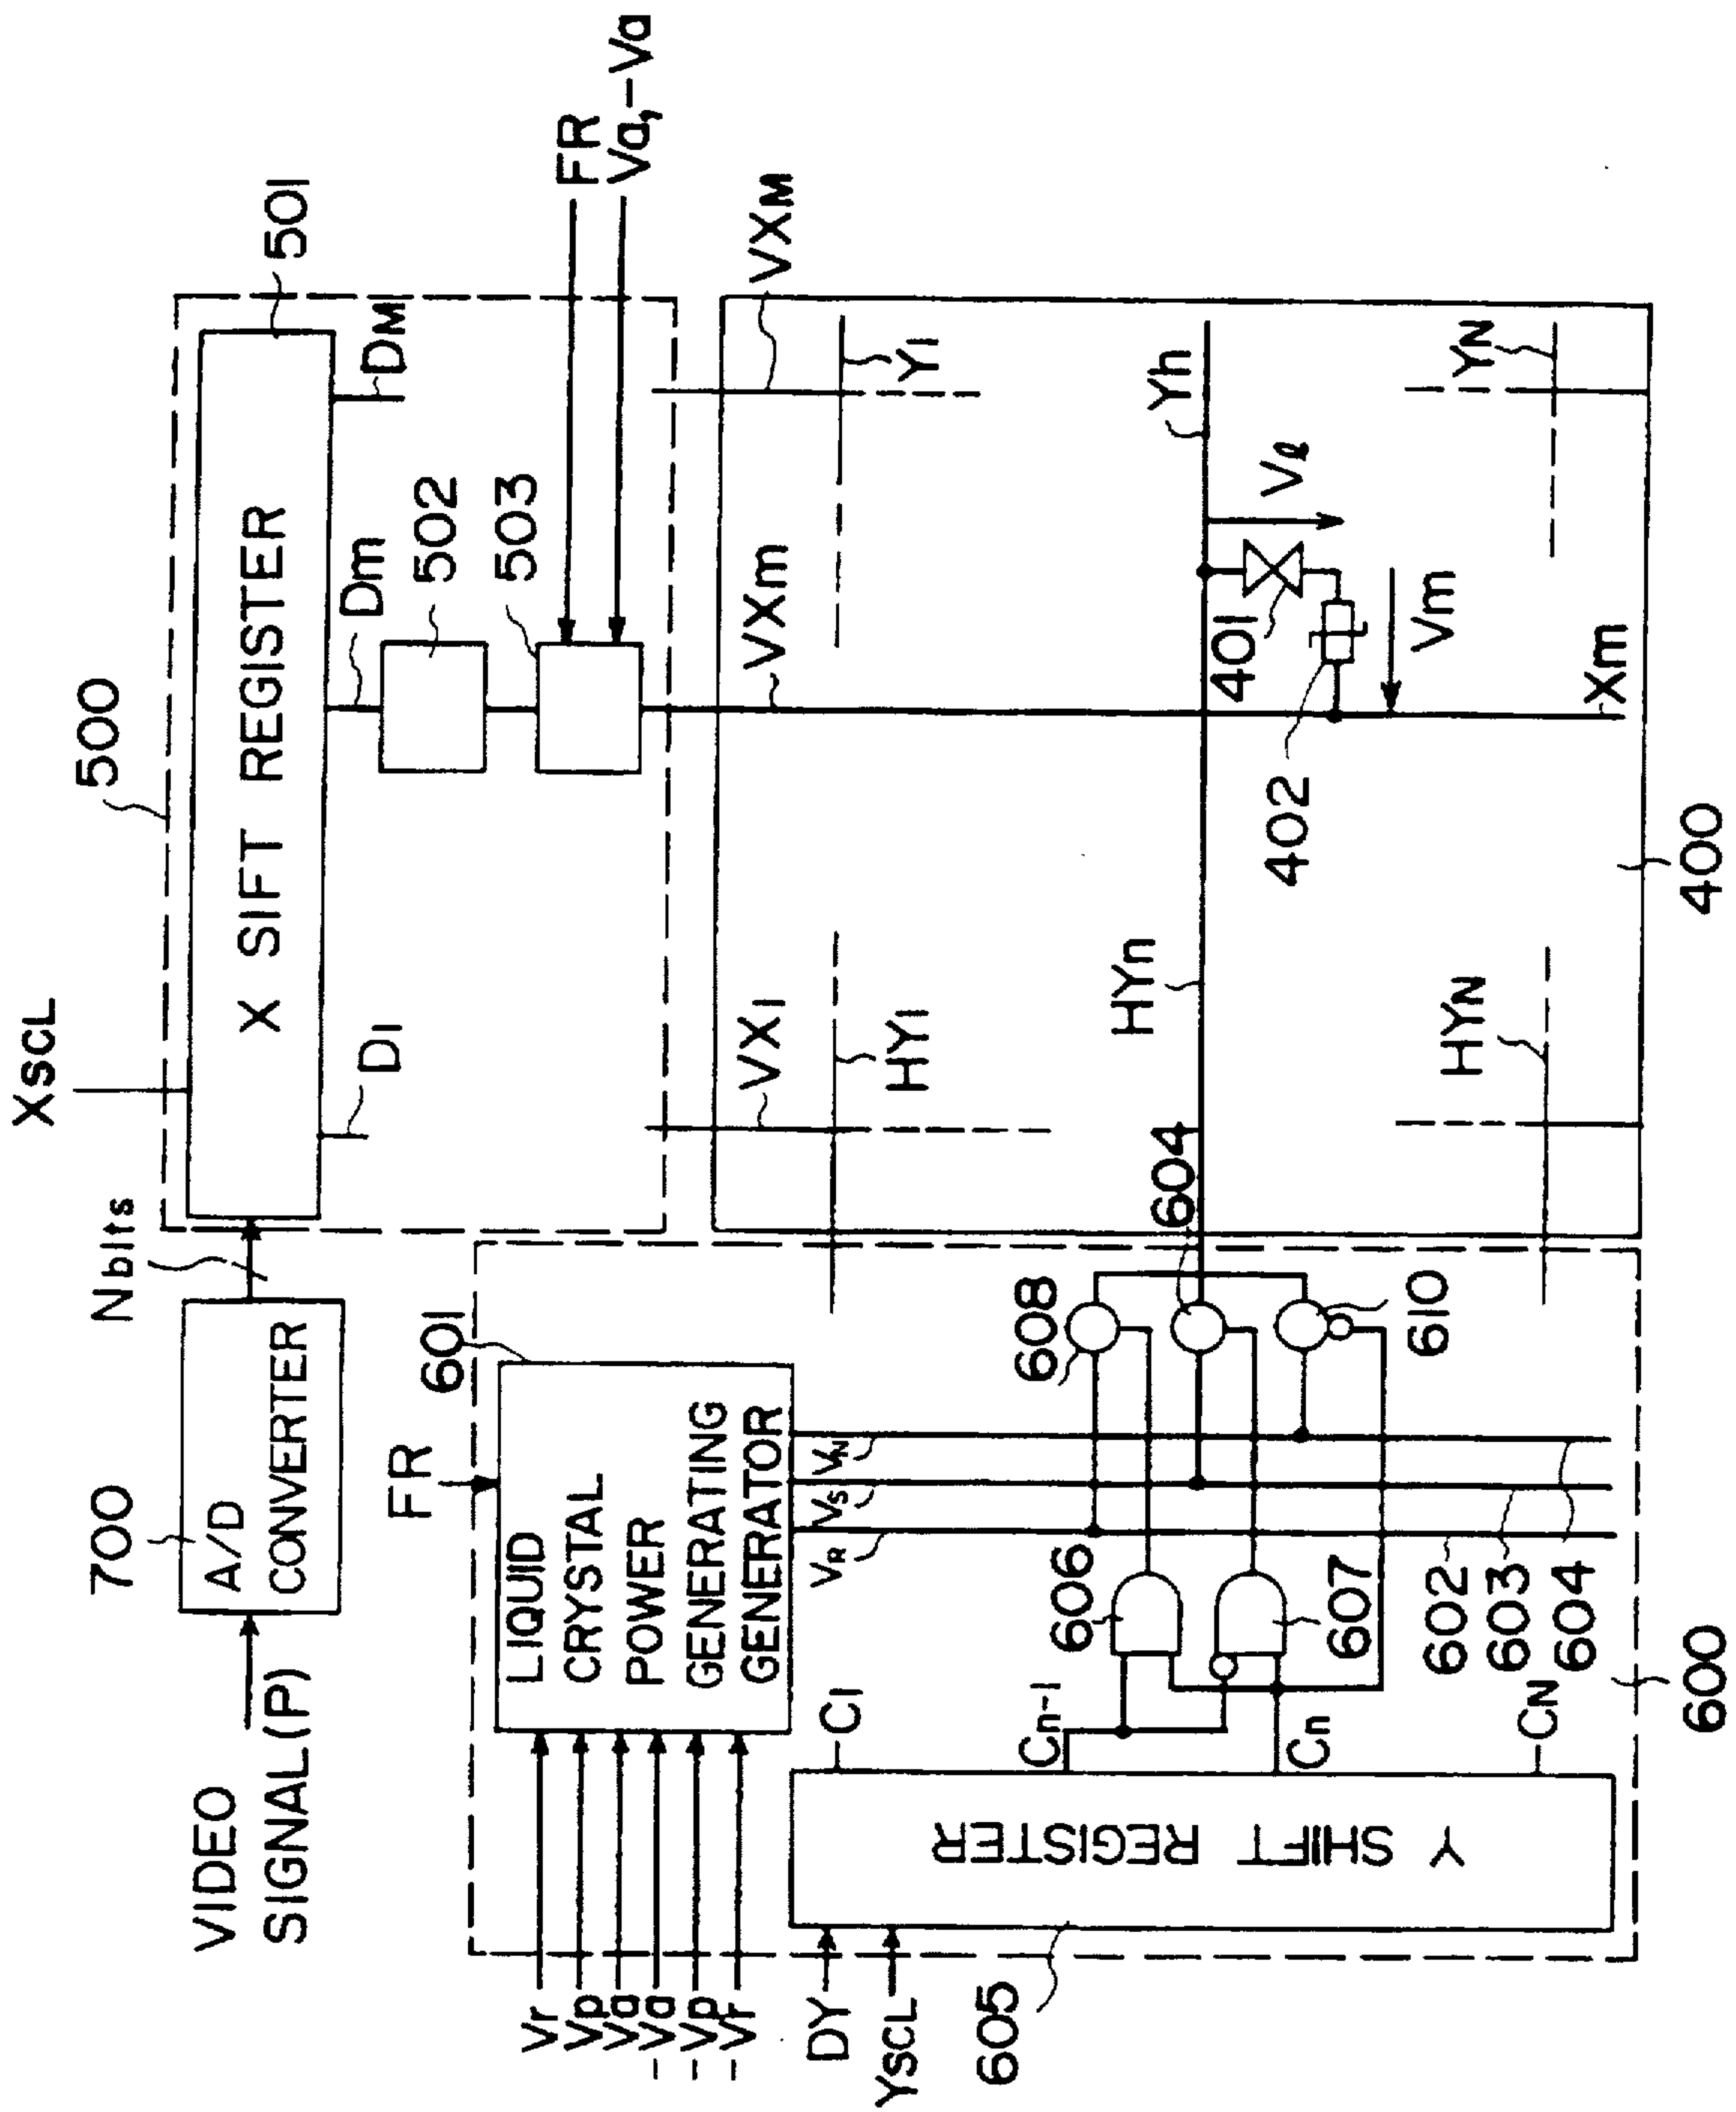 XSCL
500
X SIFT REGISTER
501
D1
Dm
DM
502
503
FR
Va,-Va
VIDEO
SIGNAL(P)
700
A/D
CONVERTER
Nbits
FR
601
LIQUID
CRYSTAL
POWER
GENERATING
GENERATOR
Vr
Vp
Va
-Va
-Vp
-Vr
VR
VS
VN
VX1
VXm
VXM
HY1
Y1
HYn
Yh
HYN
YN
401
402
Vℓ
Vm
Xm
400
608
604
610
606
607
602
603
604
600
C1
Cn-1
Cn
CN
Y SHIFT REGISTER
DY
YSCL
605